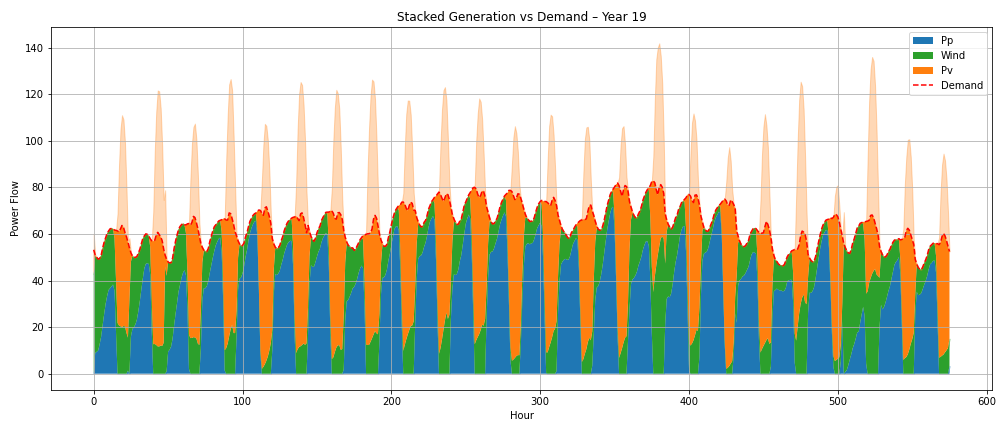 Stacked Generation vs Demand – Year 19
Pp
Wind
Pv
Demand
Power Flow
140
120
100
80
60
40
20
0
0 100 200 300 400 500 600
Hour